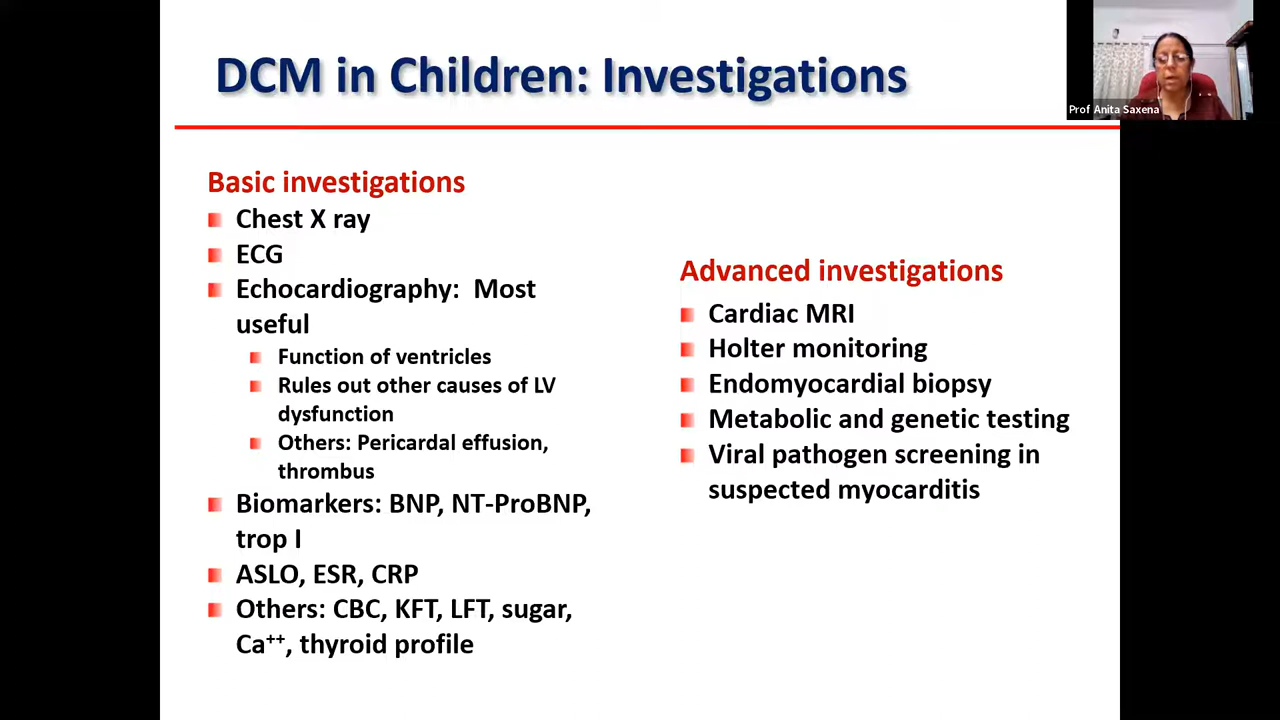 DCM in Children: Investigations
Prof Anita Saxena
Basic investigations
Chest X ray
ECG
Echocardiography:  Most
useful
Function of ventricles
Rules out other causes of LV
dysfunction
Others: Pericardal effusion,
thrombus
Biomarkers: BNP, NT-ProBNP,
trop I
ASLO, ESR, CRP
Others: CBC, KFT, LFT, sugar,
Ca⁺⁺, thyroid profile
Advanced investigations
Cardiac MRI
Holter monitoring
Endomyocardial biopsy
Metabolic and genetic testing
Viral pathogen screening in
suspected myocarditis